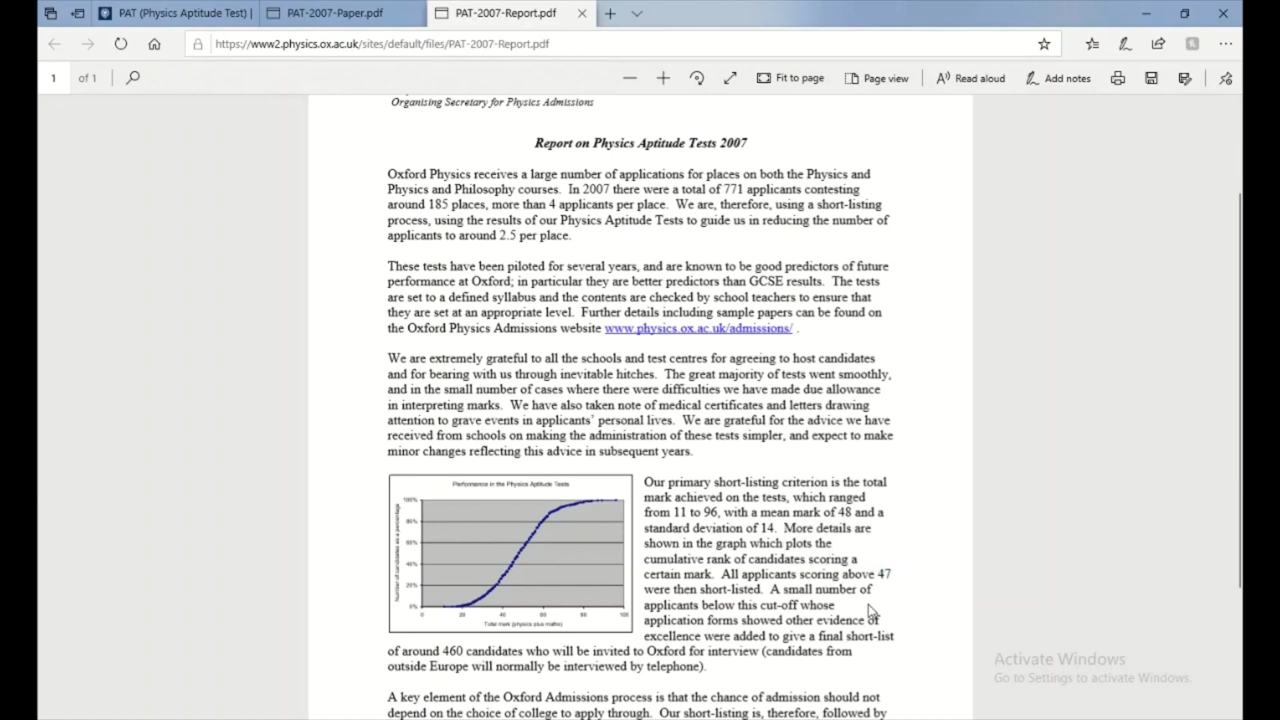 PAT (Physics Aptitude Test) |
PAT-2007-Paper.pdf
PAT-2007-Report.pdf
https://www2.physics.ox.ac.uk/sites/default/files/PAT-2007-Report.pdf
1 of 1
Fit to page
Page view
Read aloud
Add notes
Organising Secretary for Physics Admissions
Report on Physics Aptitude Tests 2007
Oxford Physics receives a large number of applications for places on both the Physics and
Physics and Philosophy courses. In 2007 there were a total of 771 applicants contesting
around 185 places, more than 4 applicants per place. We are, therefore, using a short-listing
process, using the results of our Physics Aptitude Tests to guide us in reducing the number of
applicants to around 2.5 per place.
These tests have been piloted for several years, and are known to be good predictors of future
performance at Oxford; in particular they are better predictors than GCSE results. The tests
are set to a defined syllabus and the contents are checked by school teachers to ensure that
they are set at an appropriate level. Further details including sample papers can be found on
the Oxford Physics Admissions website www.physics.ox.ac.uk/admissions/ .
We are extremely grateful to all the schools and test centres for agreeing to host candidates
and for bearing with us through inevitable hitches. The great majority of tests went smoothly,
and in the small number of cases where there were difficulties we have made due allowance
in interpreting marks. We have also taken note of medical certificates and letters drawing
attention to grave events in applicants' personal lives. We are grateful for the advice we have
received from schools on making the administration of these tests simpler, and expect to make
minor changes reflecting this advice in subsequent years.
Performance in the Physics Aptitude Tests
Number of candidates as a percentage
100%
80%
60%
40%
20%
0%
0 20 40 60 80 100
Total mark (physics plus maths)
Our primary short-listing criterion is the total
mark achieved on the tests, which ranged
from 11 to 96, with a mean mark of 48 and a
standard deviation of 14. More details are
shown in the graph which plots the
cumulative rank of candidates scoring a
certain mark. All applicants scoring above 47
were then short-listed. A small number of
applicants below this cut-off whose
application forms showed other evidence of
excellence were added to give a final short-list
of around 460 candidates who will be invited to Oxford for interview (candidates from
outside Europe will normally be interviewed by telephone).
A key element of the Oxford Admissions process is that the chance of admission should not
depend on the choice of college to apply through. Our short-listing is, therefore, followed by
Activate Windows
Go to Settings to activate Windows.